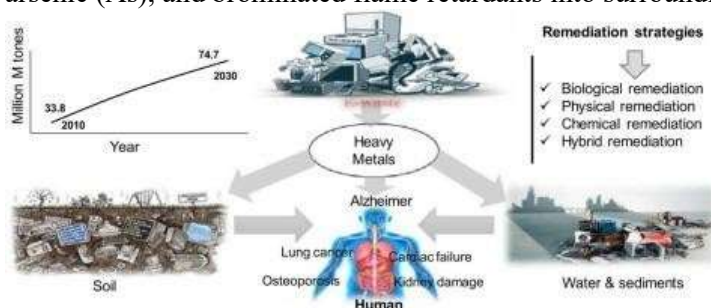 arsenic (As), and brominated flame retardants into
74.7
2030
33.8
2010
Million M tones
Year
Remediation strategies
✓ Biological remediation
✓ Physical remediation
✓ Chemical remediation
✓ Hybrid remediation
Heavy
Metals
Alzheimer
Lung cancer
Cardiac failure
Osteoporosis
Kidney damage
Human
Soil
Water & sediments